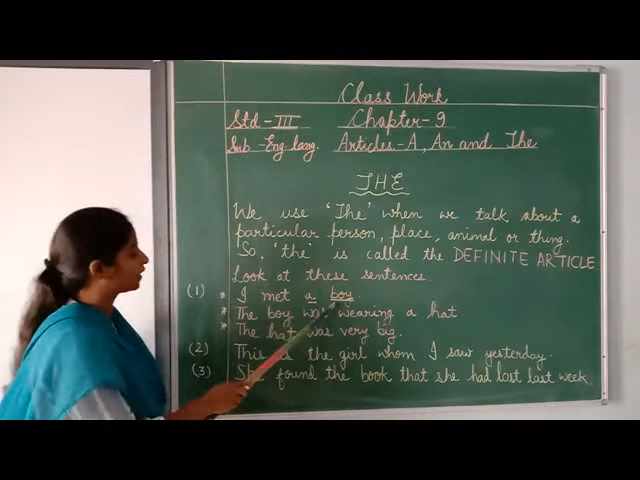 Class Work
Std - III Chapter - 9
Sub - Eng. lang. Articles - A, An and The
THE
We use 'The' when we talk about a
particular person, place, animal or thing.
So, 'the' is called the DEFINITE ARTICLE
Look at these sentences.
(1) * I met a boy.
* The boy was wearing a hat
* The hat was very big.
(2) This is the girl whom I saw yesterday.
(3) She found the book that she had lost last week.